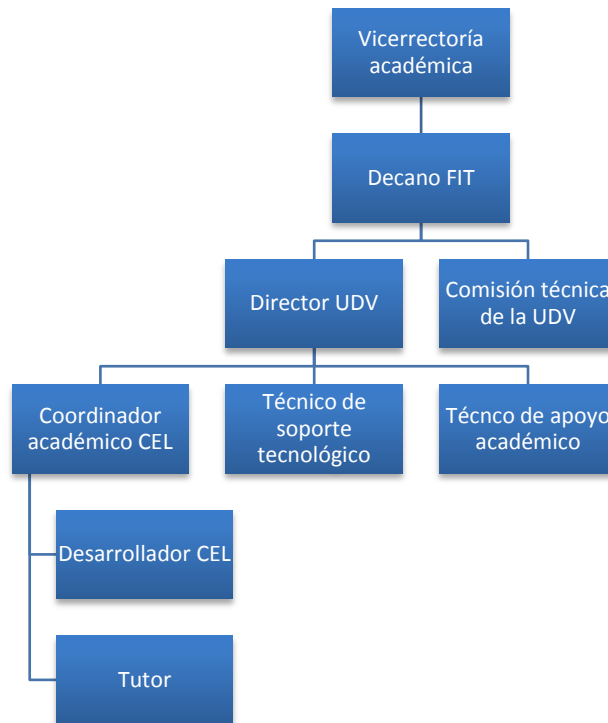 Vicerrectoría
académica
Decano FIT
Director UDV
Comisión técnica
de la UDV
Coordinador
académico CEL
Técnico de
soporte
tecnológico
Técnco de apoyo
académico
Desarrollador CEL
Tutor